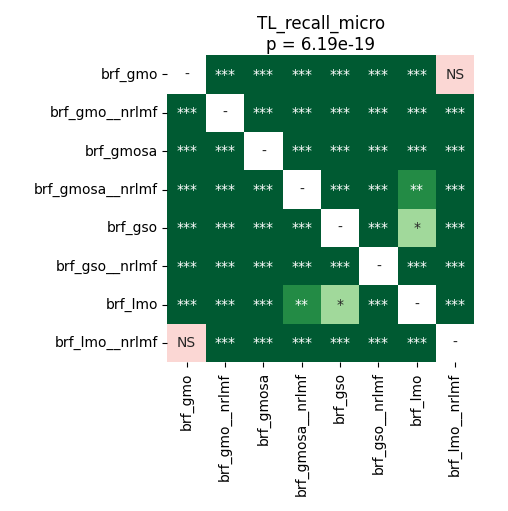 TL_recall_micro
p = 6.19e-19
brf_gmo - *** *** *** *** *** *** NS
brf_gmo__nrlmf *** - *** *** *** *** *** ***
brf_gmosa *** *** - *** *** *** *** ***
brf_gmosa__nrlmf *** *** *** - *** *** ** ***
brf_gso *** *** *** *** - *** * ***
brf_gso__nrlmf *** *** *** *** *** - *** ***
brf_lmo *** *** *** ** * *** - ***
brf_lmo__nrlmf NS *** *** *** *** *** *** -
brf_gmo
brf_gmo__nrlmf
brf_gmosa
brf_gmosa__nrlmf
brf_gso
brf_gso__nrlmf
brf_lmo
brf_lmo__nrlmf